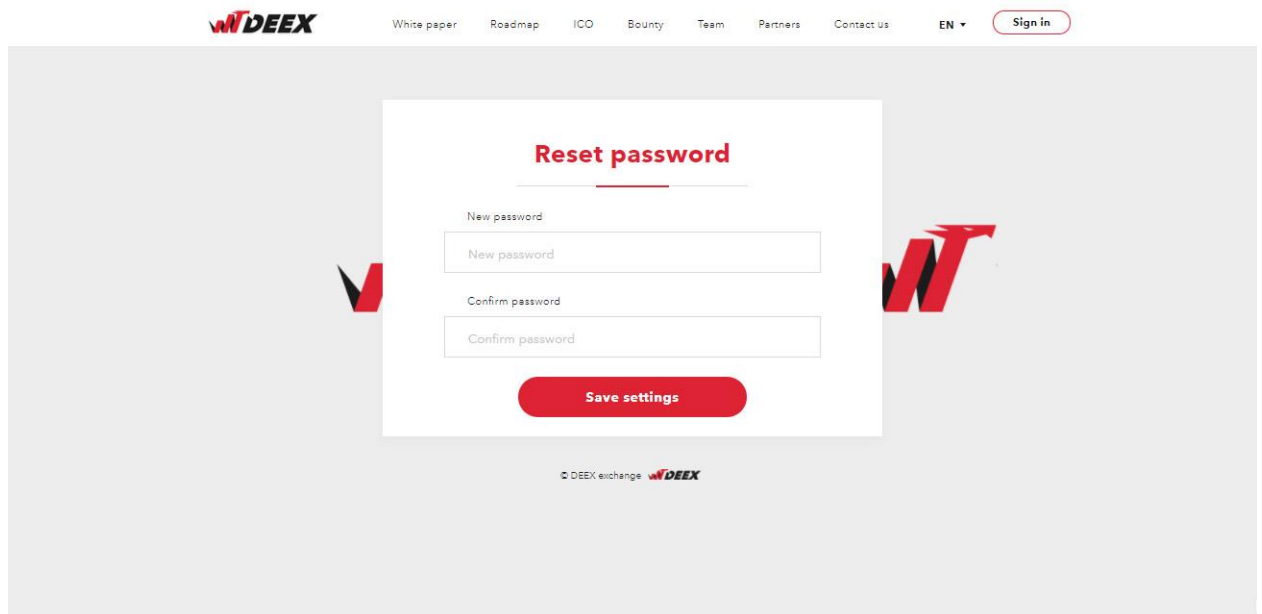 DEEX White paper Roadmap ICO Bounty Team Partners Contact us EN Sign in
Reset password
New password
New password
Confirm password
Confirm password
Save settings
© DEEX exchange DEEX